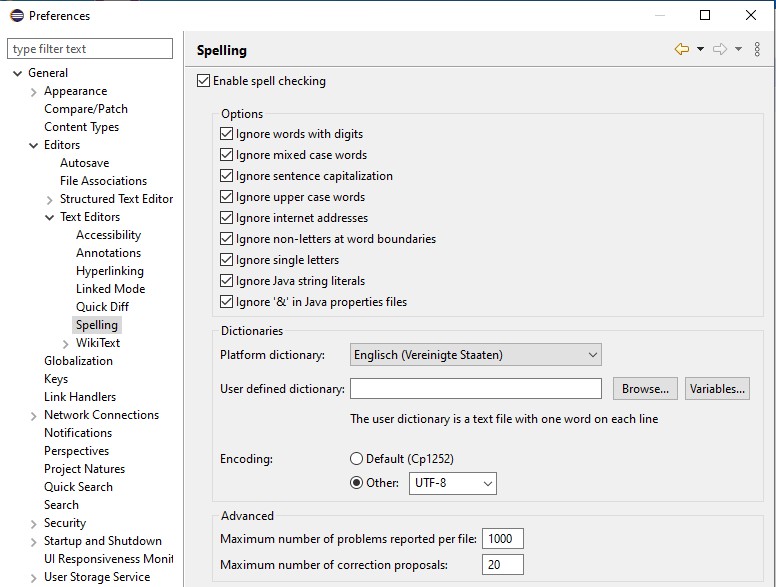 Preferences
type filter text
General
Appearance
Compare/Patch
Content Types
Editors
Autosave
File Associations
Structured Text Editor
Text Editors
Accessibility
Annotations
Hyperlinking
Linked Mode
Quick Diff
Spelling
WikiText
Globalization
Keys
Link Handlers
Network Connections
Notifications
Perspectives
Project Natures
Quick Search
Search
Security
Startup and Shutdown
UI Responsiveness Monit
User Storage Service
Spelling
Enable spell checking
Options
Ignore words with digits
Ignore mixed case words
Ignore sentence capitalization
Ignore upper case words
Ignore internet addresses
Ignore non-letters at word boundaries
Ignore single letters
Ignore Java string literals
Ignore '&' in Java properties files
Dictionaries
Platform dictionary: Englisch (Vereinigte Staaten)
User defined dictionary: Browse... Variables...
The user dictionary is a text file with one word on each line
Encoding: Default (Cp1252)
Other: UTF-8
Advanced
Maximum number of problems reported per file: 1000
Maximum number of correction proposals: 20